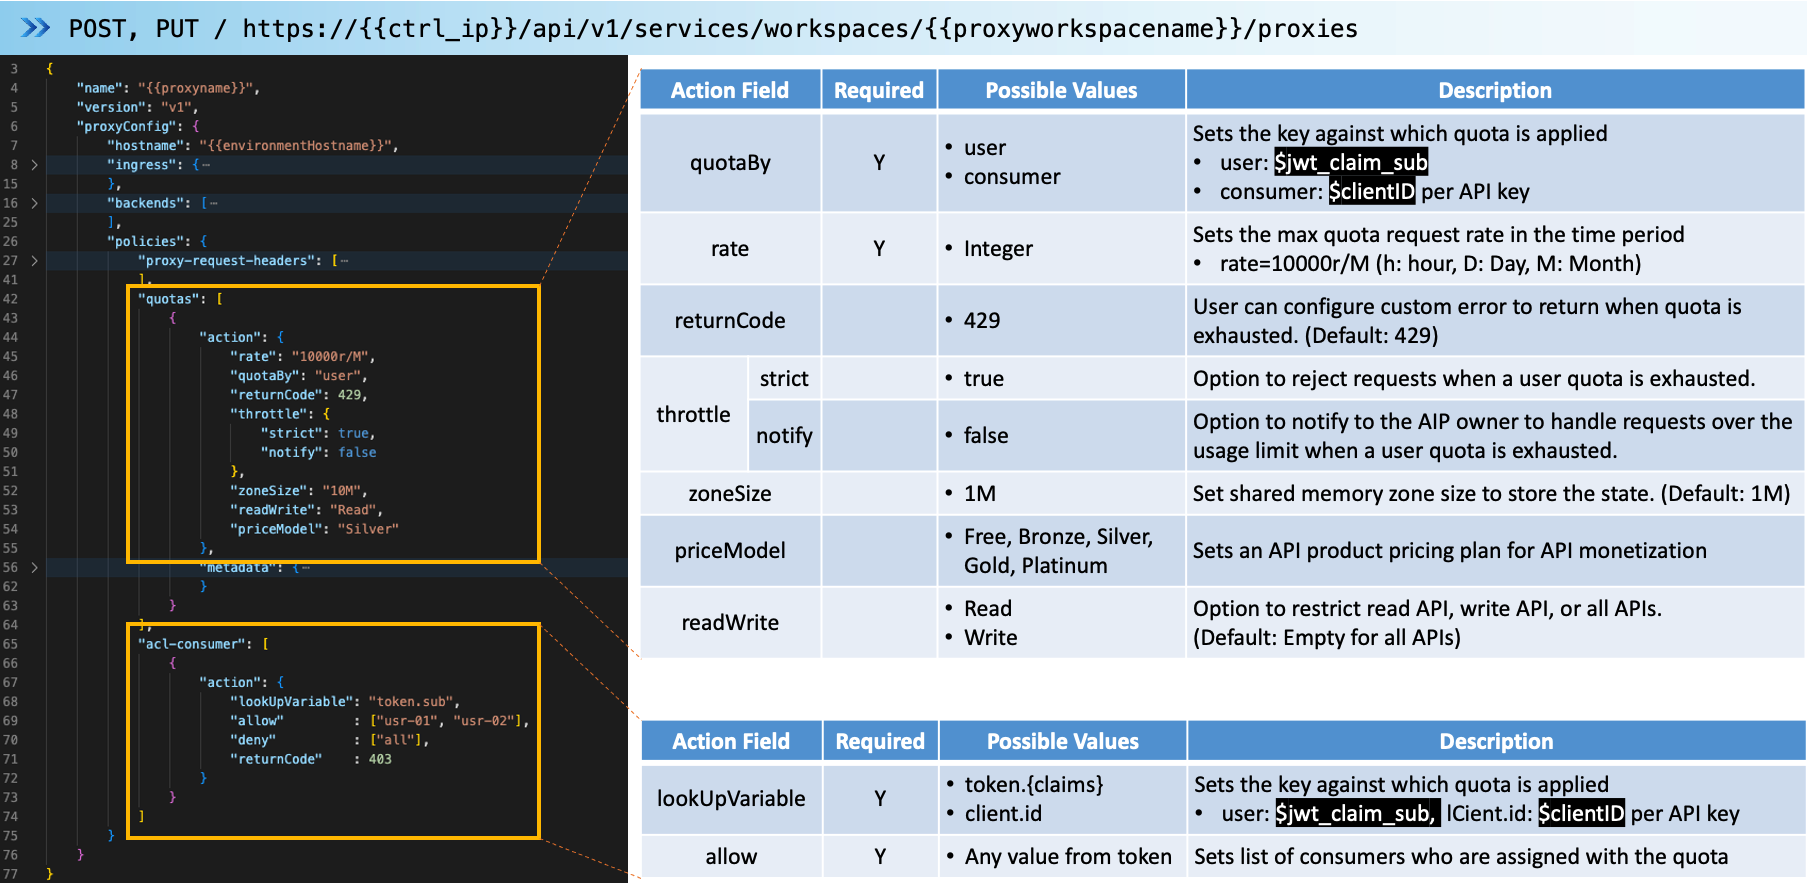 POST, PUT / https://{{ctrl_ip}}/api/v1/services/workspaces/{{proxyworkspacename}}/proxies
3 {
4 "name": "{{proxyname}}",
5 "version": "v1",
6 "proxyConfig": {
7 "hostname": "{{environmentHostname}}",
8 > "ingress": {⋯
15 },
16 > "backends": [⋯
25 ],
26 "policies": {
27 > "proxy-request-headers": [⋯
41 ],
42 "quotas": [
43 {
44 "action": {
45 "rate": "10000r/M",
46 "quotaBy": "user",
47 "returnCode": 429,
48 "throttle": {
49 "strict": true,
50 "notify": false
51 },
52 "zoneSize": "10M",
53 "readWrite": "Read",
54 "priceModel": "Silver"
55 },
56 > "metadata": {⋯
62 }
63 }
64 ],
65 "acl-consumer": [
66 {
67 "action": {
68 "lookUpVariable": "token.sub",
69 "allow" : ["usr-01", "usr-02"],
70 "deny" : ["all"],
71 "returnCode" : 403
72 }
73 }
74 ]
75 }
76 }
77 }
Action Field Required Possible Values Description
quotaBy Y • user
• consumer
Sets the key against which quota is applied
• user: $jwt_claim_sub
• consumer: $clientID per API key
rate Y • Integer
Sets the max quota request rate in the time period
• rate=10000r/M (h: hour, D: Day, M: Month)
returnCode • 429
User can configure custom error to return when quota is
exhausted. (Default: 429)
throttle
strict • true Option to reject requests when a user quota is exhausted.
notify • false
Option to notify to the AIP owner to handle requests over the
usage limit when a user quota is exhausted.
zoneSize • 1M Set shared memory zone size to store the state. (Default: 1M)
priceModel • Free, Bronze, Silver,
Gold, Platinum
Sets an API product pricing plan for API monetization
readWrite • Read
• Write
Option to restrict read API, write API, or all APIs.
(Default: Empty for all APIs)
Action Field Required Possible Values Description
lookUpVariable Y • token.{claims}
• client.id
Sets the key against which quota is applied
• user: $jwt_claim_sub, lCient.id: $clientID per API key
allow Y • Any value from token Sets list of consumers who are assigned with the quota